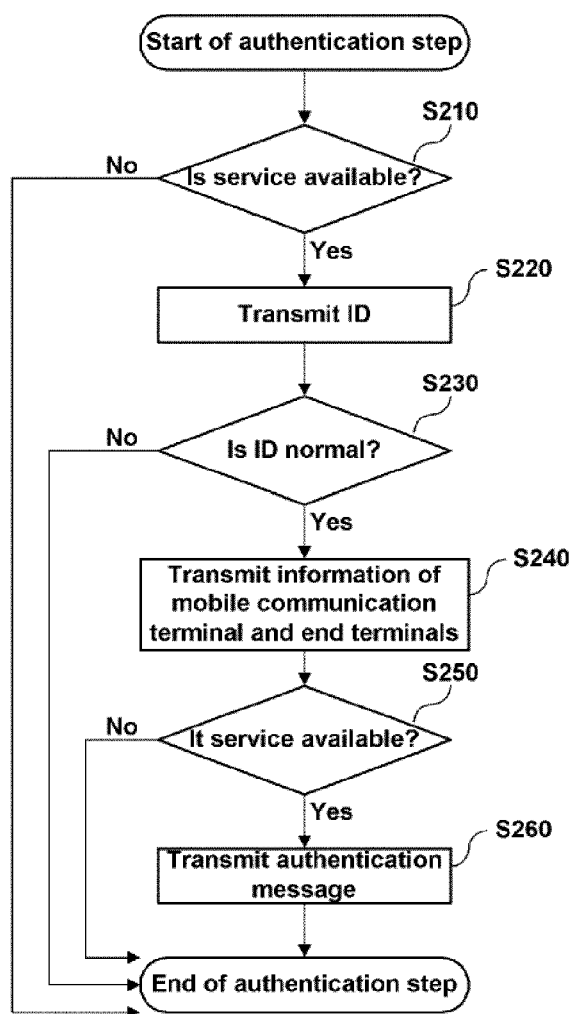 Start of authentication step
S210
No
Is service available?
Yes
S220
Transmit ID
S230
No
Is ID normal?
Yes
S240
Transmit information of
mobile communication
terminal and end terminals
S250
No
It service available?
Yes
S260
Transmit authentication
message
End of authentication step